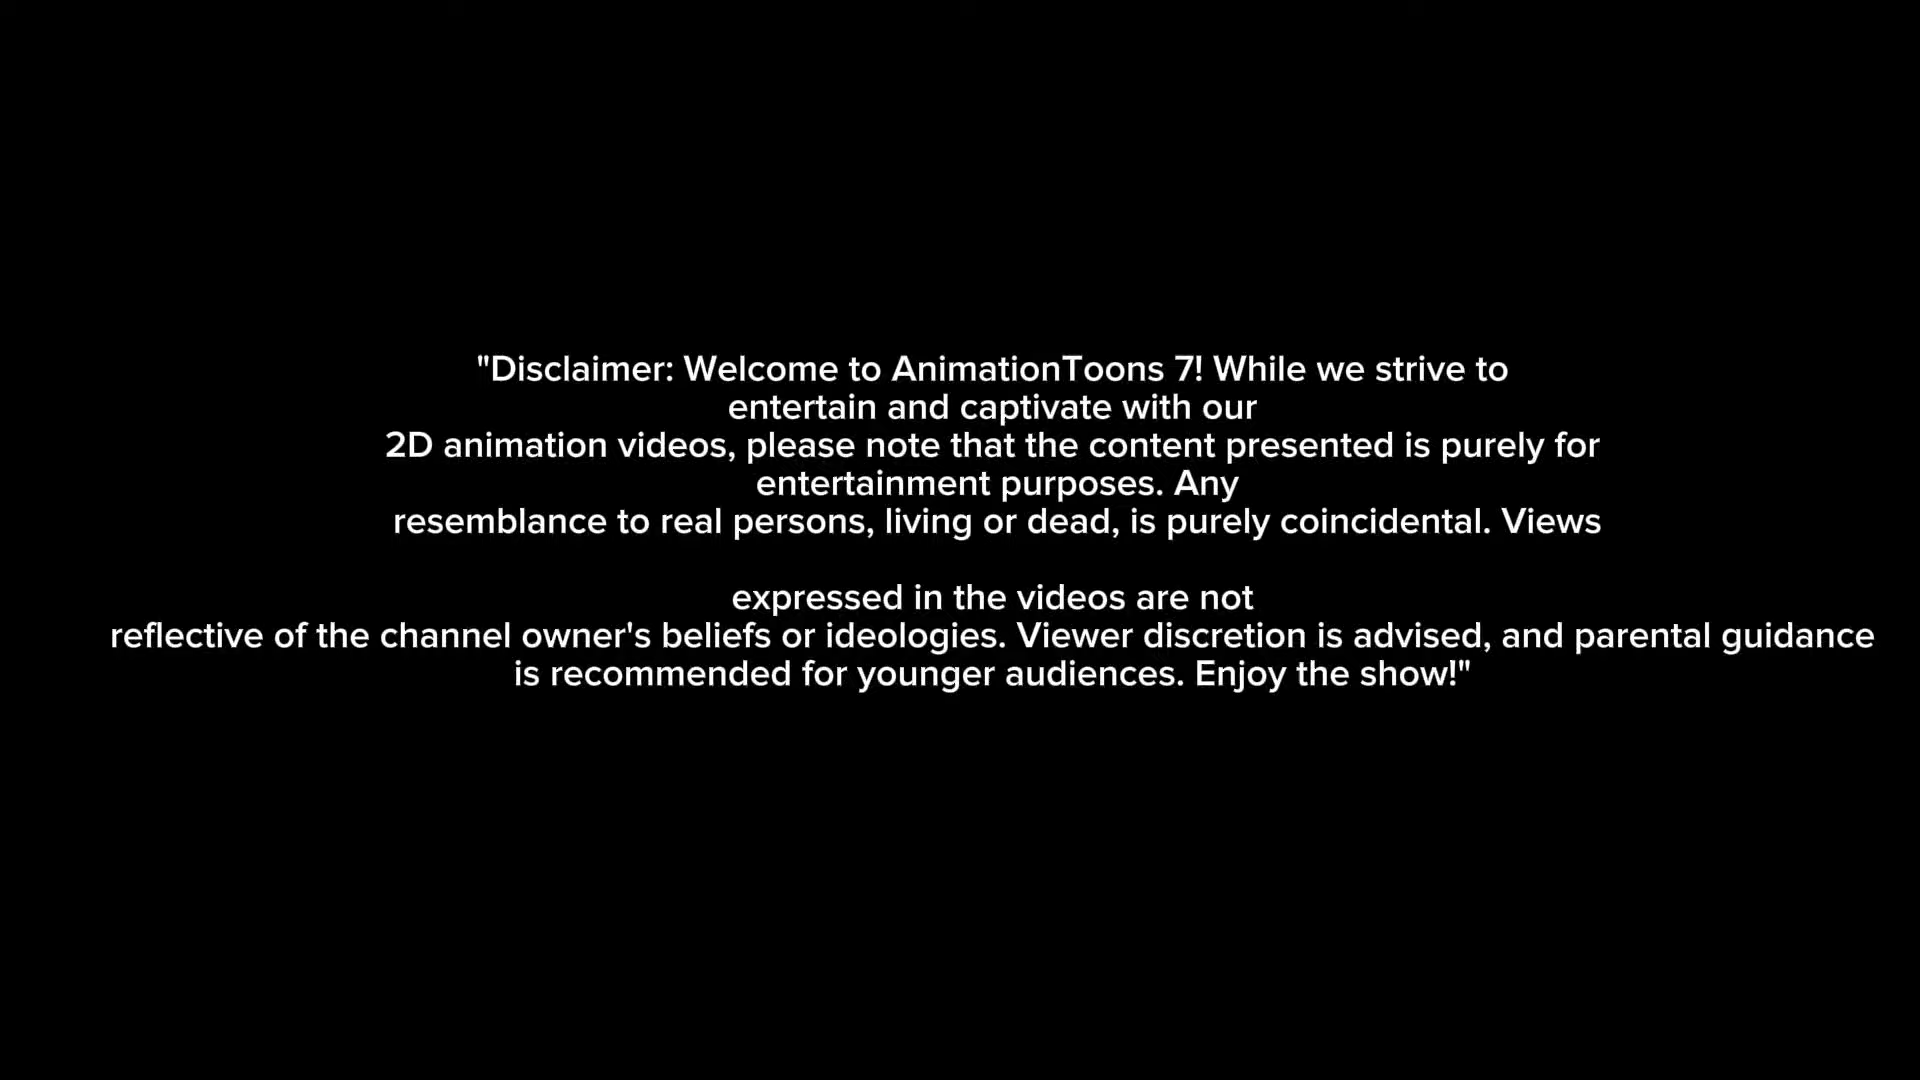 "Disclaimer: Welcome to AnimationToons 7! While we strive to
entertain and captivate with our
2D animation videos, please note that the content presented is purely for
entertainment purposes. Any
resemblance to real persons, living or dead, is purely coincidental. Views
expressed in the videos are not
reflective of the channel owner's beliefs or ideologies. Viewer discretion is advised, and parental guidance
is recommended for younger audiences. Enjoy the show!"